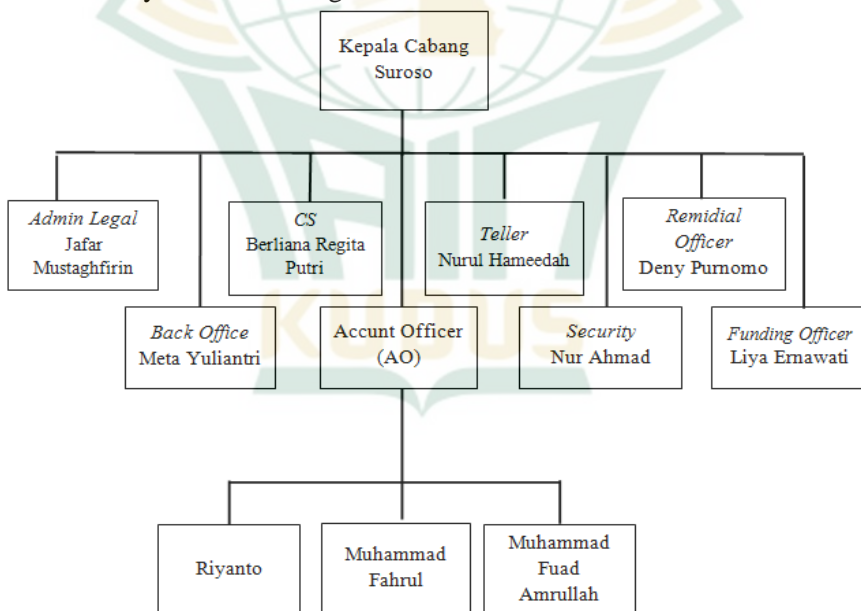 Kepala Cabang
Suroso
Admin Legal
Jafar
Mustaghfirin
CS
Berliana Regita
Putri
Teller
Nurul Hameedah
Remidial
Officer
Deny Purnomo
Back Office
Meta Yuliantri
Accunt Officer
(AO)
Security
Nur Ahmad
Funding Officer
Liya Ernawati
Riyanto
Muhammad
Fahrul
Muhammad
Fuad
Amrullah
KUDUS